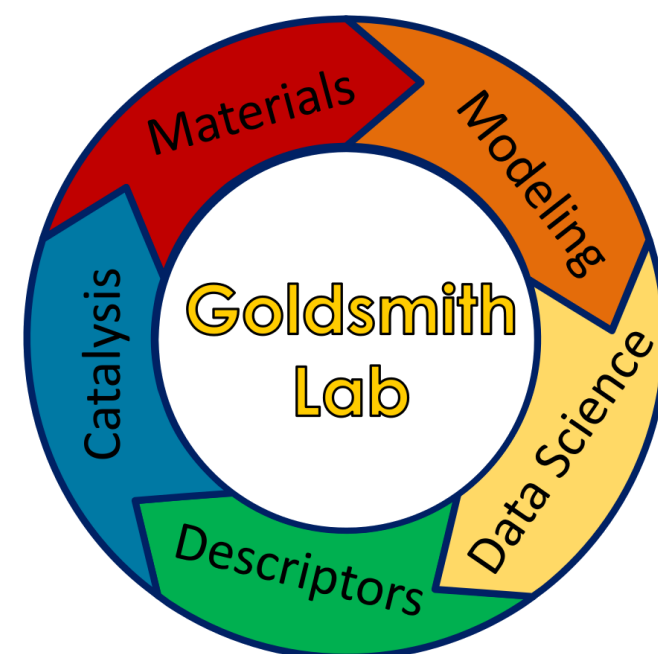 Materials
Modeling
Data Science
Descriptors
Catalysis
Goldsmith
Lab